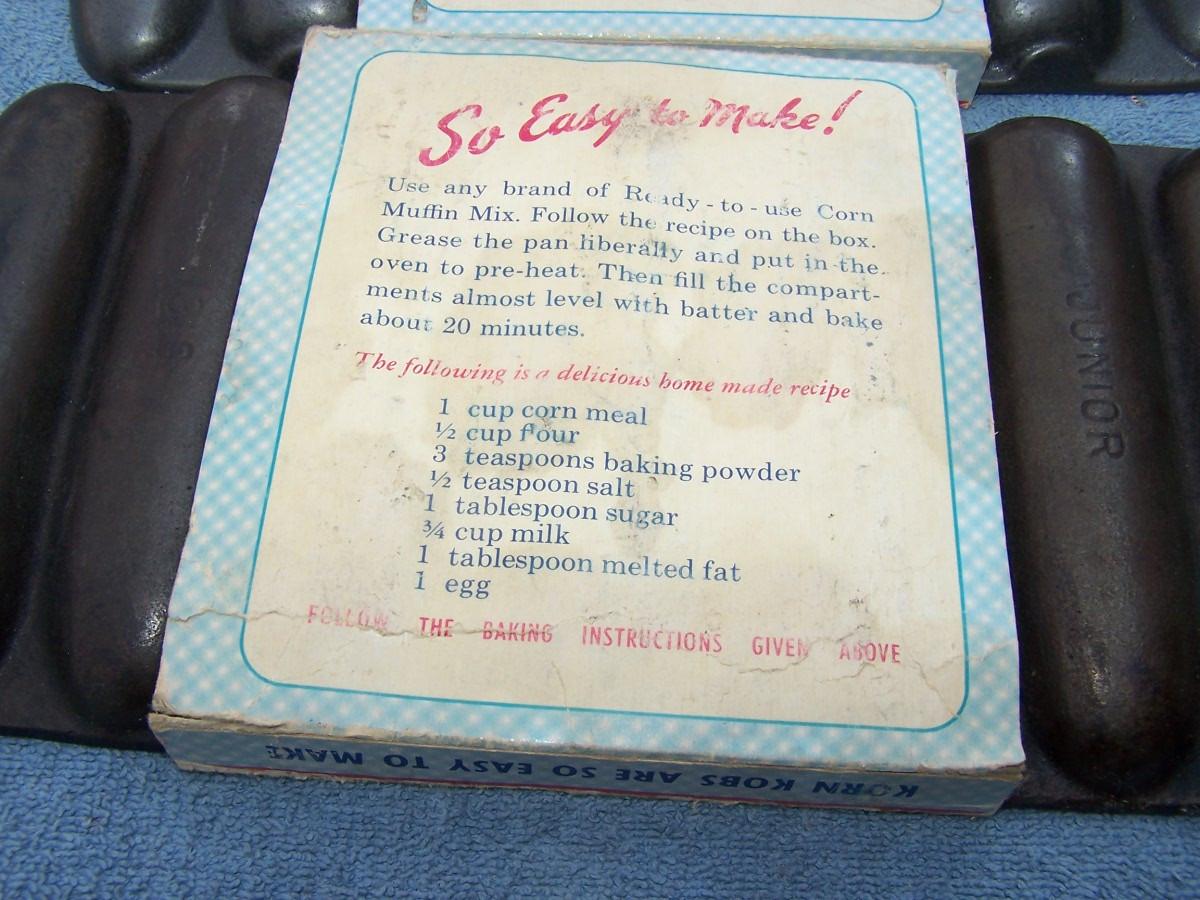 So Easy to Make!
Use any brand of Ready-to-use Corn
Muffin Mix. Follow the recipe on the box.
Grease the pan liberally and put in the
oven to pre-heat. Then fill the compart-
ments almost level with batter and bake
about 20 minutes.
The following is a delicious home made recipe
1 cup corn meal
½ cup flour
3 teaspoons baking powder
½ teaspoon salt
1 tablespoon sugar
¾ cup milk
1 tablespoon melted fat
1 egg
FOLLOW THE BAKING INSTRUCTIONS GIVEN ABOVE
KORN KOBS ARE SO EASY TO MAKE
JUNIOR